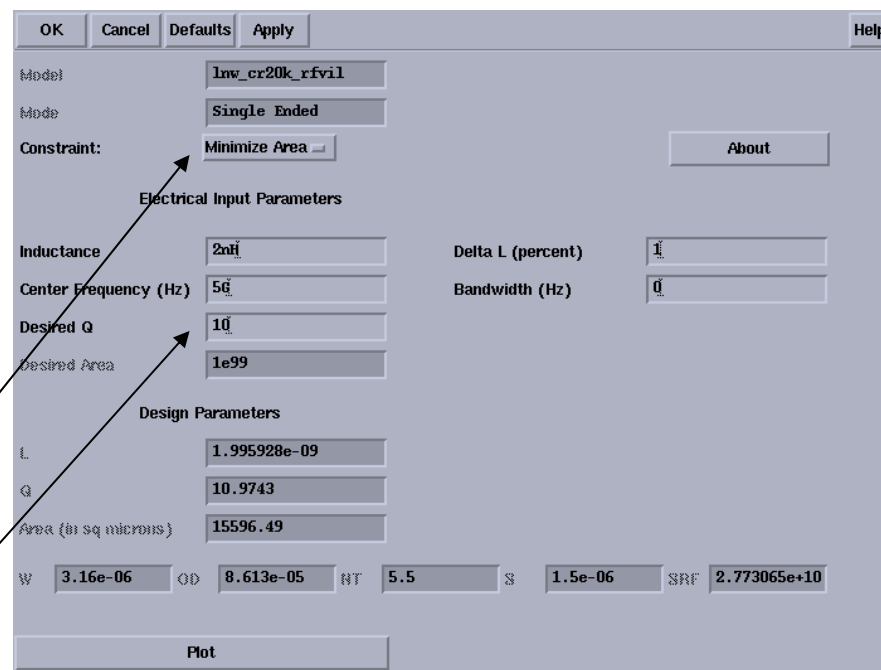 OK Cancel Defaults Apply Help
Model lnw_cr20k_rfvil
Mode Single Ended
Constraint: Minimize Area About
Electrical Input Parameters
Inductance 2nH Delta L (percent) 1
Center Frequency (Hz) 5G Bandwidth (Hz) 0
Desired Q 10
Desired Area 1e99
Design Parameters
L 1.995928e-09
Q 10.9743
Area (in sq microns) 15596.49
W 3.16e-06 OD 8.613e-05 NT 5.5 S 1.5e-06 SRF 2.773065e+10
Plot